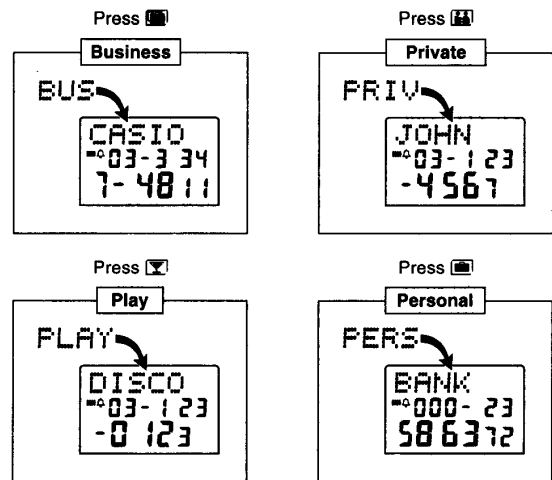 Press
Business
BUS
CASIO
03-3 34
7-4811
Press
Private
PRIV
JOHN
03-1 23
-4567
Press
Play
PLAY
DISCO
03-1 23
-0 123
Press
Personal
PERS
BANK
000- 23
586372